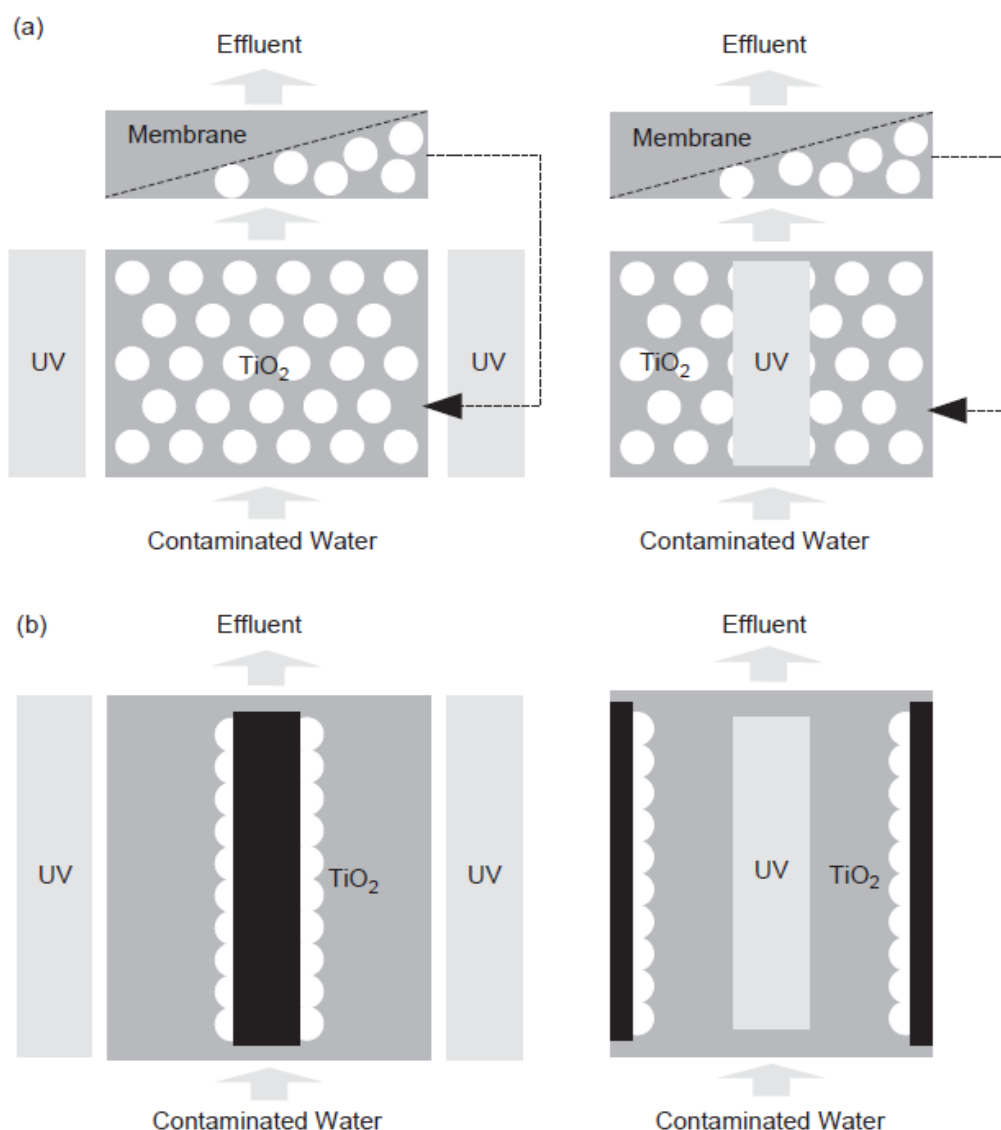 (a)
Effluent
Effluent
Membrane
Membrane
UV
TiO₂
UV
TiO₂
UV
Contaminated Water
Contaminated Water
(b)
Effluent
Effluent
UV
TiO₂
UV
UV
TiO₂
Contaminated Water
Contaminated Water